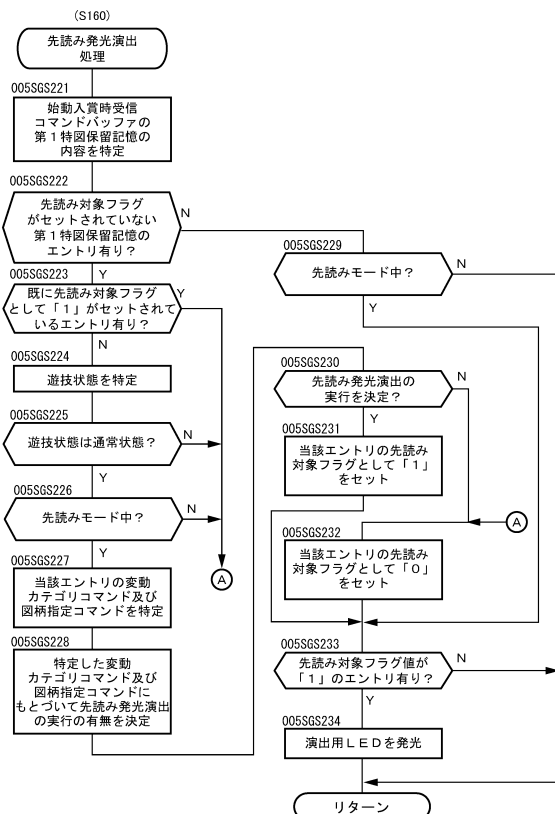 (S160)
先読み発光演出
処理
005SGS221
始動入賞時受信
コマンドバッファの
第１特図保留記憶の
内容を特定
005SGS222
先読み対象フラグ
がセットされていない
第１特図保留記憶の
エントリ有り？
N
Y
005SGS223
既に先読み対象フラグ
として「１」がセットされて
いるエントリ有り？
Y
N
005SGS224
遊技状態を特定
005SGS225
遊技状態は通常状態？
N
Y
005SGS226
先読みモード中？
N
Y
A
005SGS227
当該エントリの変動
カテゴリコマンド及び
図柄指定コマンドを特定
005SGS228
特定した変動
カテゴリコマンド及び
図柄指定コマンドに
もとづいて先読み発光演出
の実行の有無を決定
005SGS229
先読みモード中？
N
Y
005SGS230
先読み発光演出の
実行を決定？
N
Y
005SGS231
当該エントリの先読み
対象フラグとして「１」
をセット
A
005SGS232
当該エントリの先読み
対象フラグとして「０」
をセット
005SGS233
先読み対象フラグ値が
「１」のエントリ有り？
N
Y
005SGS234
演出用ＬＥＤを発光
リターン